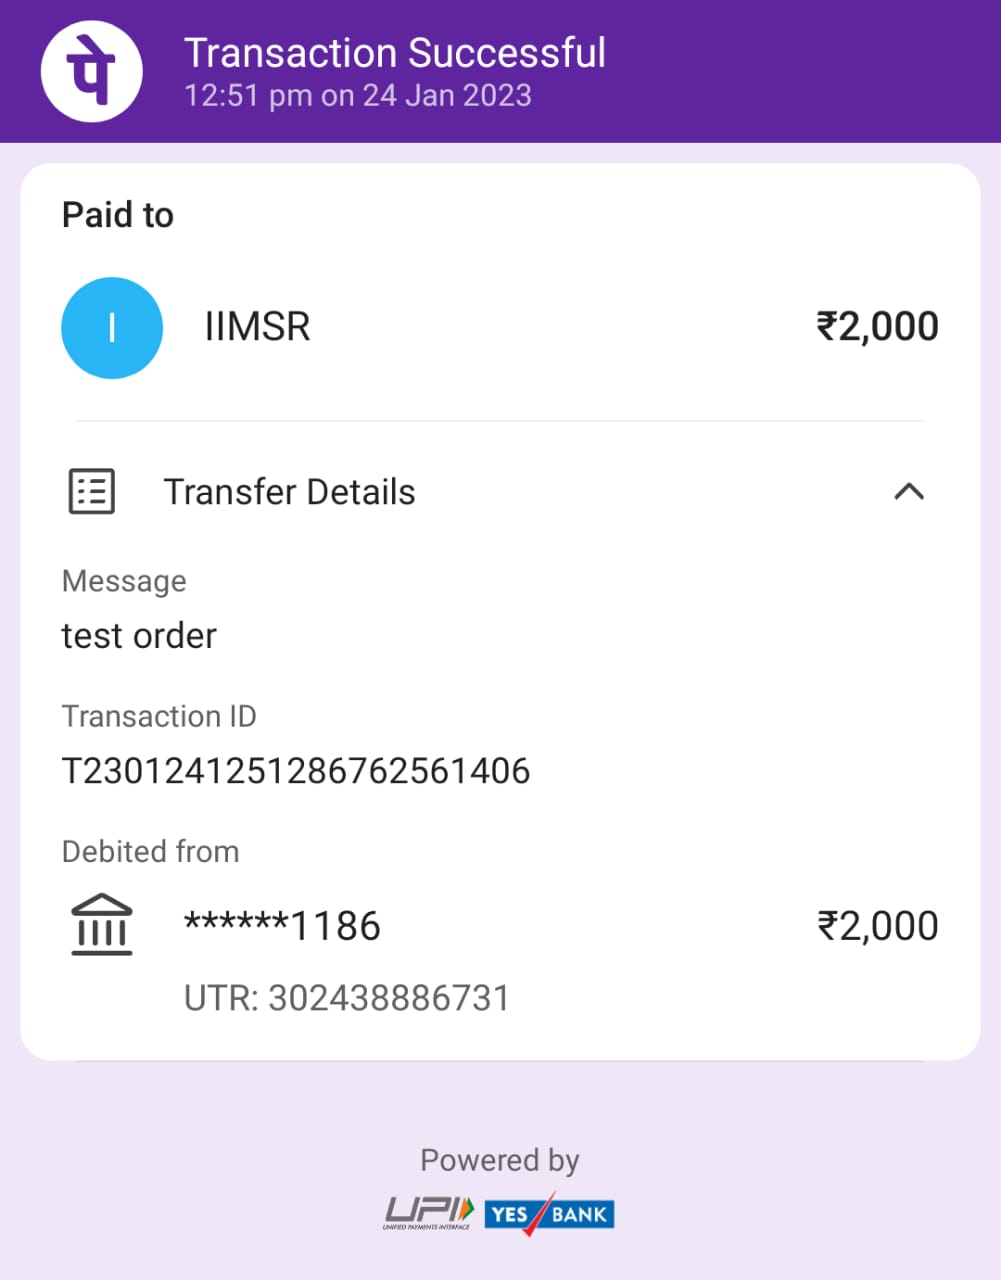 पे
Transaction Successful
12:51 pm on 24 Jan 2023
Paid to
I
IIMSR
₹2,000
Transfer Details
Message
test order
Transaction ID
T2301241251286762561406
Debited from
******1186
₹2,000
UTR: 302438886731
Powered by
UPI
UNIFIED PAYMENTS INTERFACE
YES BANK